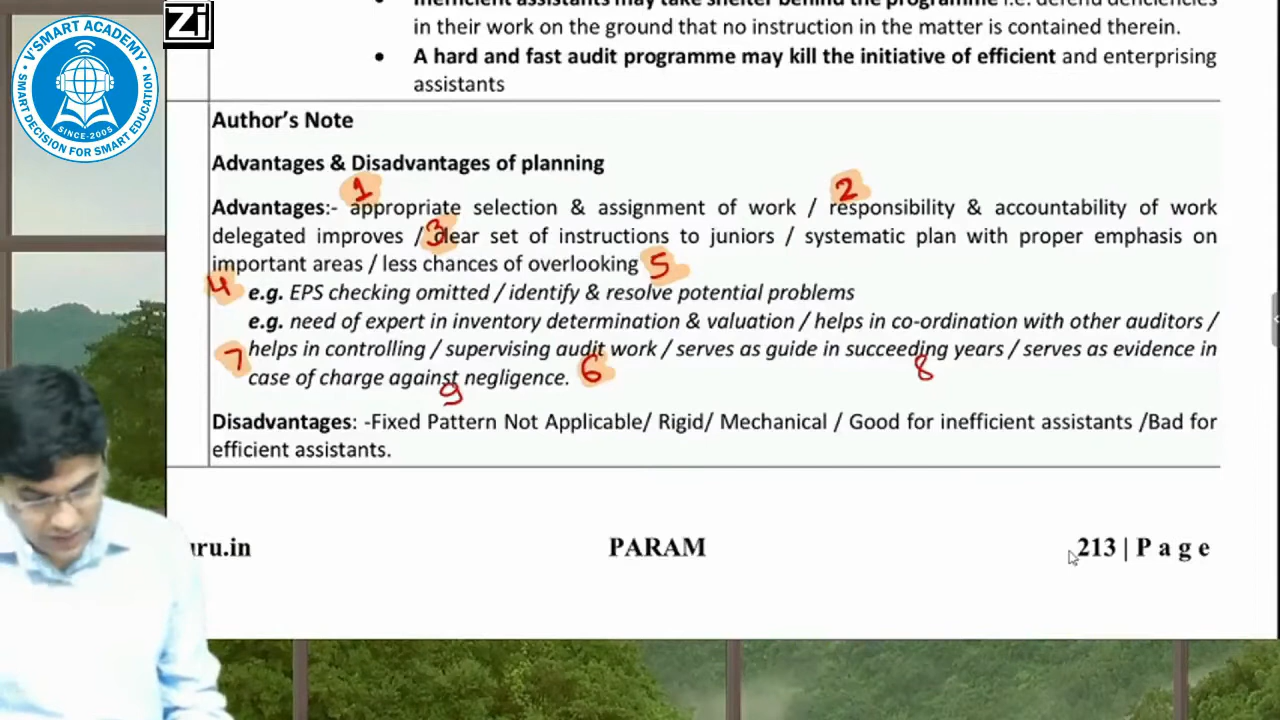 V'SMART ACADEMY
SINCE-2005
SMART DECISION FOR SMART EDUCATION
Zi
Inefficient assistants may take shelter behind the programme i.e. defend deficiencies
in their work on the ground that no instruction in the matter is contained therein.
• A hard and fast audit programme may kill the initiative of efficient and enterprising
assistants
Author's Note
Advantages & Disadvantages of planning
1 2
Advantages:- appropriate selection & assignment of work / responsibility & accountability of work
3
delegated improves / clear set of instructions to juniors / systematic plan with proper emphasis on
important areas / less chances of overlooking 5
4 e.g. EPS checking omitted / identify & resolve potential problems
e.g. need of expert in inventory determination & valuation / helps in co-ordination with other auditors /
7 helps in controlling / supervising audit work / serves as guide in succeeding years / serves as evidence in
case of charge against negligence. 6 8
9
Disadvantages: -Fixed Pattern Not Applicable/ Rigid/ Mechanical / Good for inefficient assistants /Bad for
efficient assistants.
uru.in PARAM 213 | P a g e